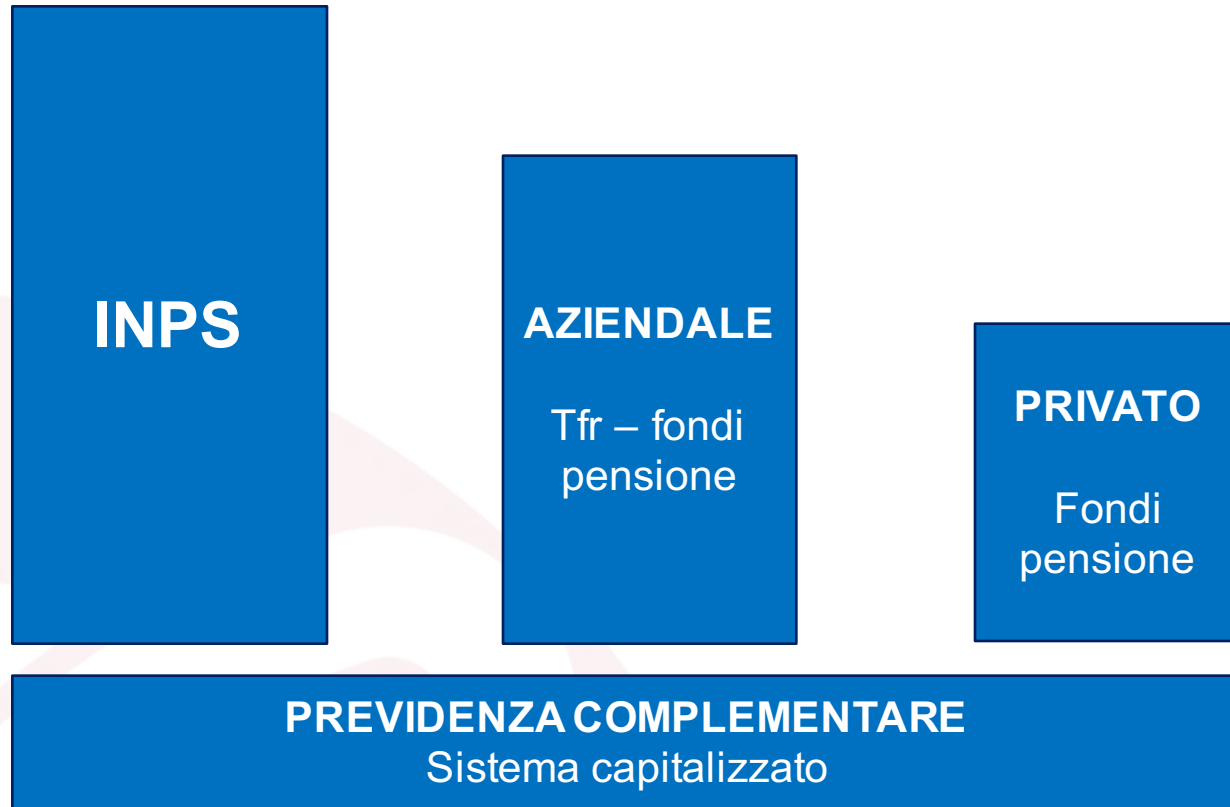 INPS
AZIENDALE
Tfr – fondi
pensione
PRIVATO
Fondi
pensione
PREVIDENZA COMPLEMENTARE
Sistema capitalizzato